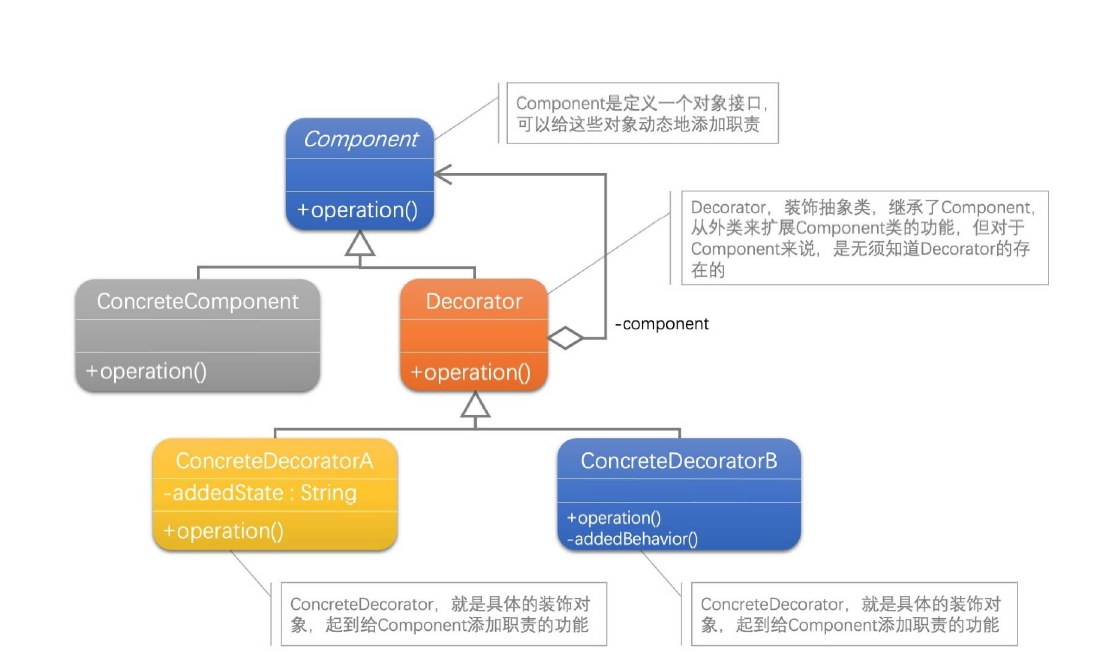 Component是定义一个对象接口,
可以给这些对象动态地添加职责
Component
+operation()
Decorator，装饰抽象类，继承了Component,
从外类来扩展Component类的功能，但对于
Component来说，是无须知道Decorator的存
在的
ConcreteComponent
+operation()
Decorator
+operation()
-component
ConcreteDecoratorA
-addedState : String
+operation()
ConcreteDecoratorB
+operation()
-addedBehavior()
ConcreteDecorator，就是具体的装饰对
象，起到给Component添加职责的功能
ConcreteDecorator，就是具体的装饰对
象，起到给Component添加职责的功能